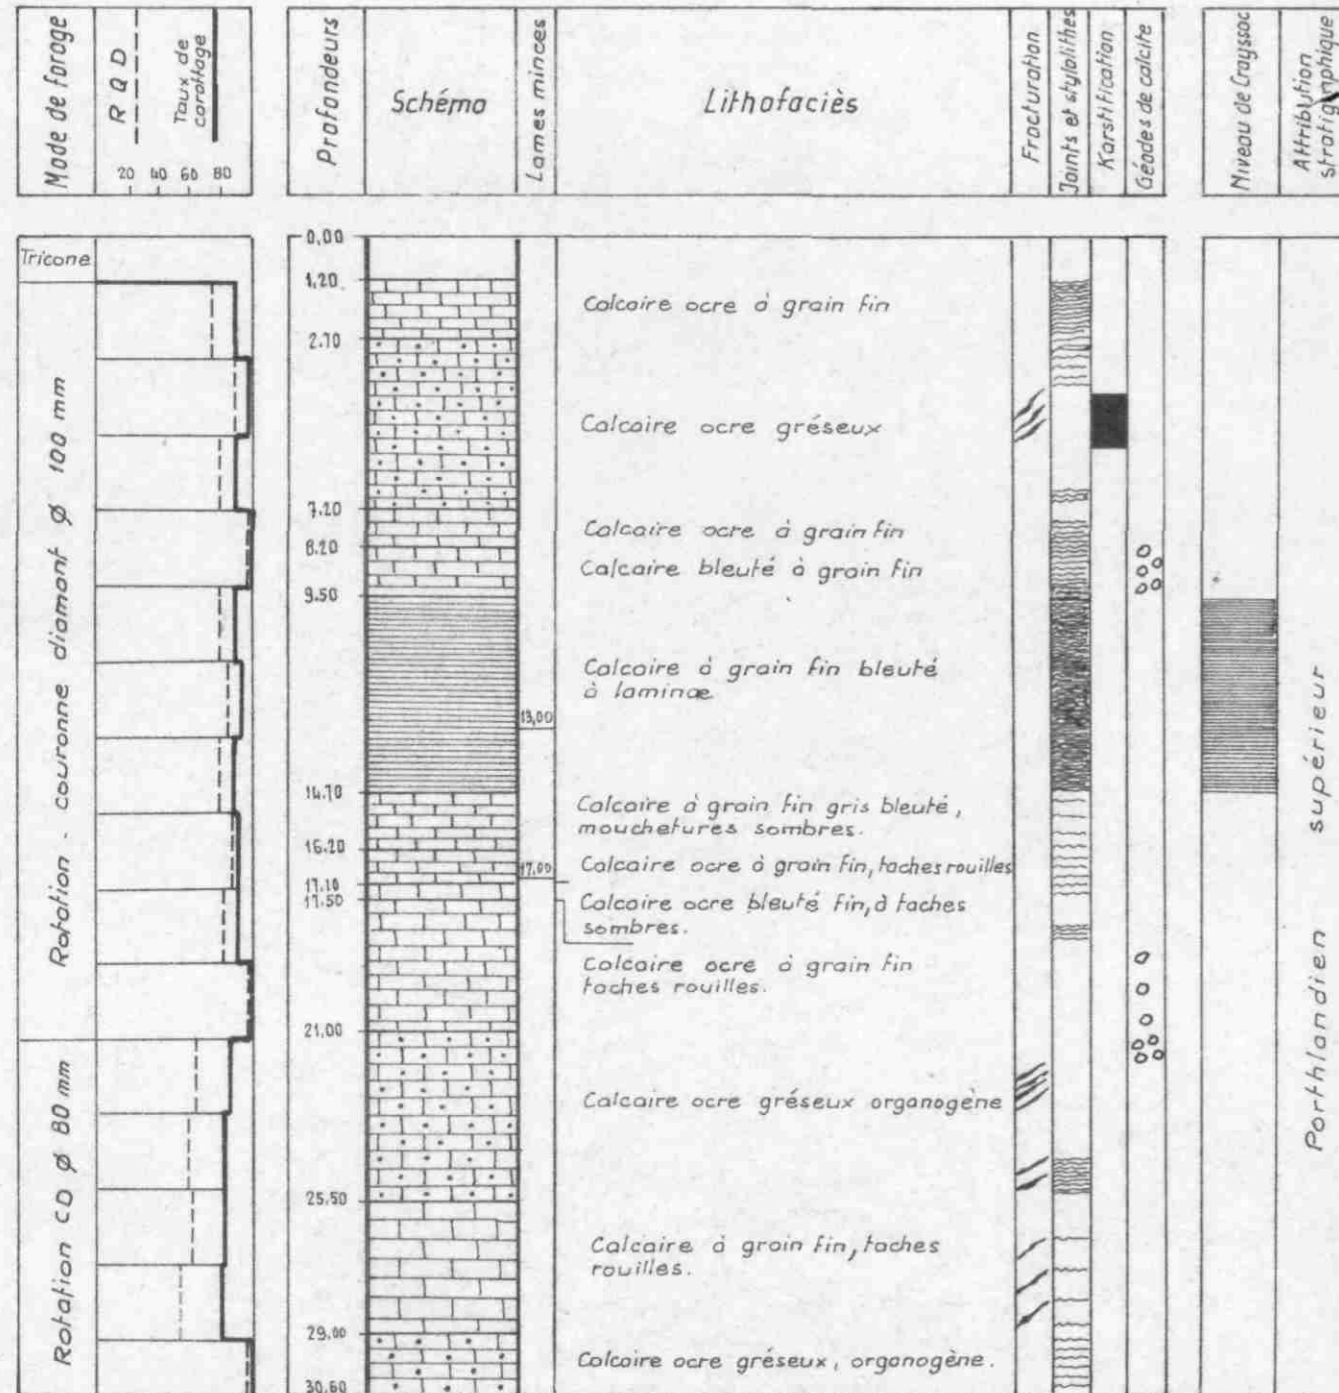 Mode de forage
R Q D
Taux de
carottage
20 40 60 80
Profondeurs
Schéma
Lames minces
Lithofaciès
Fracturation
Joints et stylolithes
Karstification
Géodes de calcite
Niveau de Crayssac
Attribution
stratigraphique
Tricone
Rotation - couronne diamant Ø 100 mm
Rotation CD Ø 80 mm
0,00
1,20
Calcaire ocre à grain fin
2.70
Calcaire ocre gréseux
7.20
Calcaire ocre à grain fin
8.20
Calcaire bleuté à grain fin
9.50
Calcaire à grain fin bleuté
à laminæ
13,00
14.70
Calcaire à grain fin gris bleuté,
mouchetures sombres.
16.20
17.00
Calcaire ocre à grain fin, taches rouilles
17.10
17.50
Calcaire ocre bleuté fin, à taches
sombres.
Calcaire ocre à grain fin
taches rouilles.
21.00
Calcaire ocre gréseux organogène
25.50
Calcaire à grain fin, taches
rouilles.
29.00
Calcaire ocre gréseux, organogène.
30.60
Porthlandien supérieur